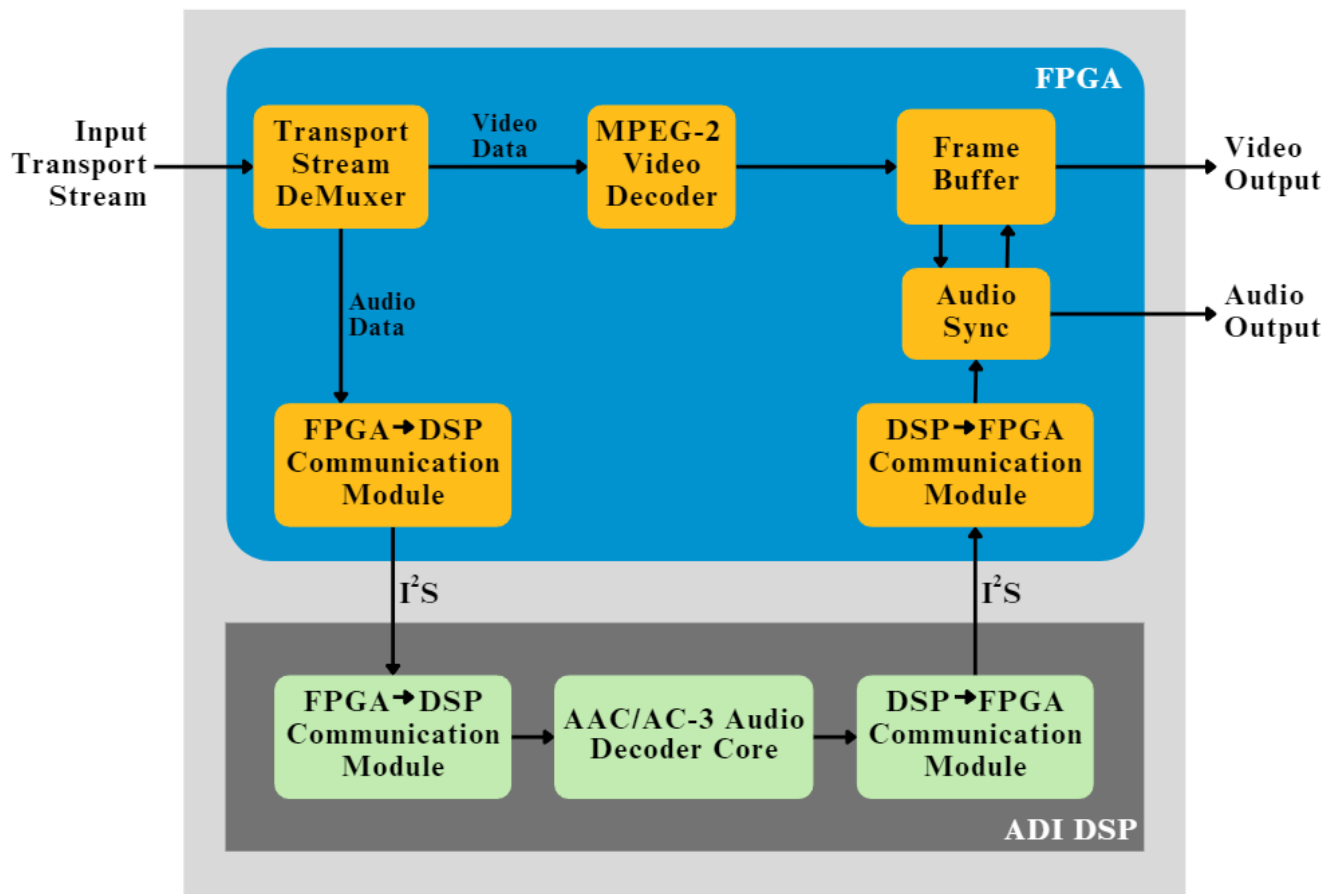 FPGA
Input
Transport
Stream
Transport
Stream
DeMuxer
Video
Data
MPEG-2
Video
Decoder
Frame
Buffer
Video
Output
Audio
Data
Audio
Sync
Audio
Output
FPGA→DSP
Communication
Module
DSP→FPGA
Communication
Module
I²S
I²S
FPGA→DSP
Communication
Module
AAC/AC-3 Audio
Decoder Core
DSP→FPGA
Communication
Module
ADI DSP